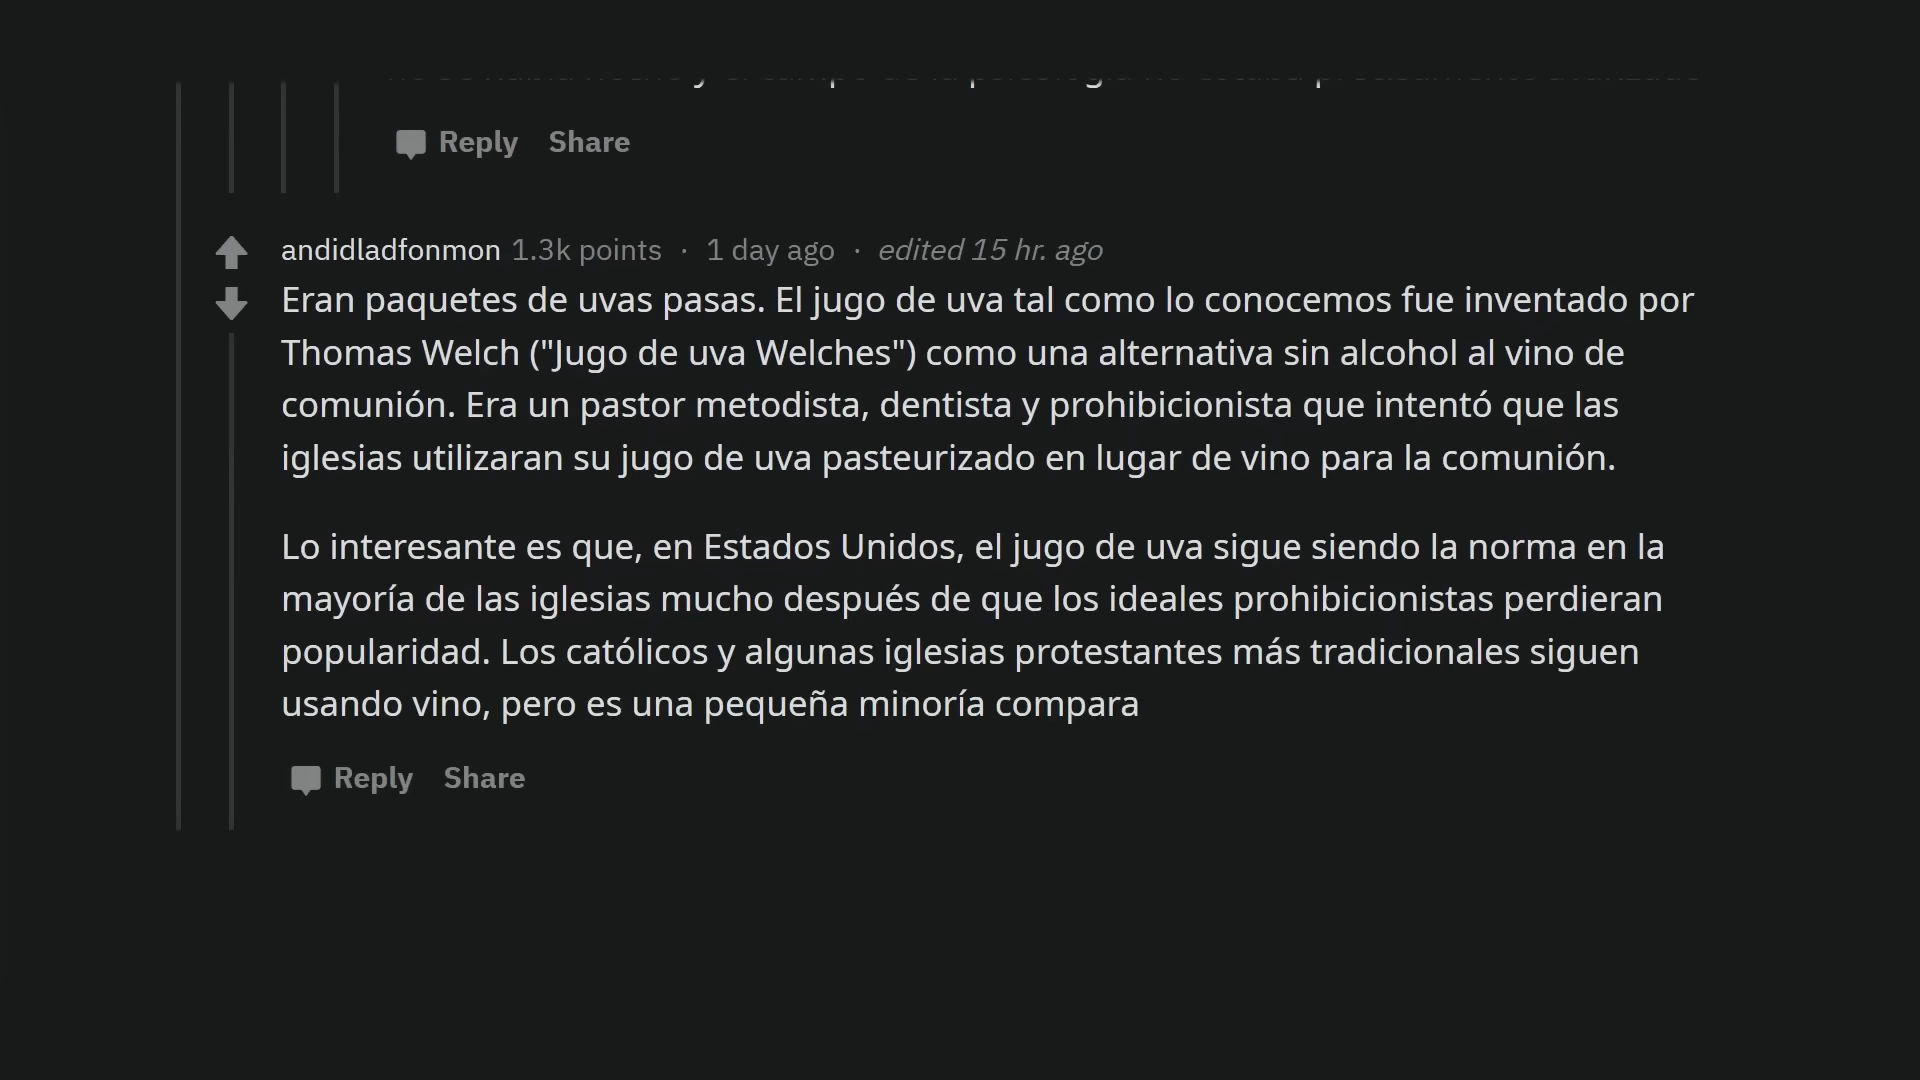 Reply Share
andidladfonmon 1.3k points · 1 day ago · edited 15 hr. ago
Eran paquetes de uvas pasas. El jugo de uva tal como lo conocemos fue inventado por
Thomas Welch ("Jugo de uva Welches") como una alternativa sin alcohol al vino de
comunión. Era un pastor metodista, dentista y prohibicionista que intentó que las
iglesias utilizaran su jugo de uva pasteurizado en lugar de vino para la comunión.
Lo interesante es que, en Estados Unidos, el jugo de uva sigue siendo la norma en la
mayoría de las iglesias mucho después de que los ideales prohibicionistas perdieran
popularidad. Los católicos y algunas iglesias protestantes más tradicionales siguen
usando vino, pero es una pequeña minoría compara
Reply Share